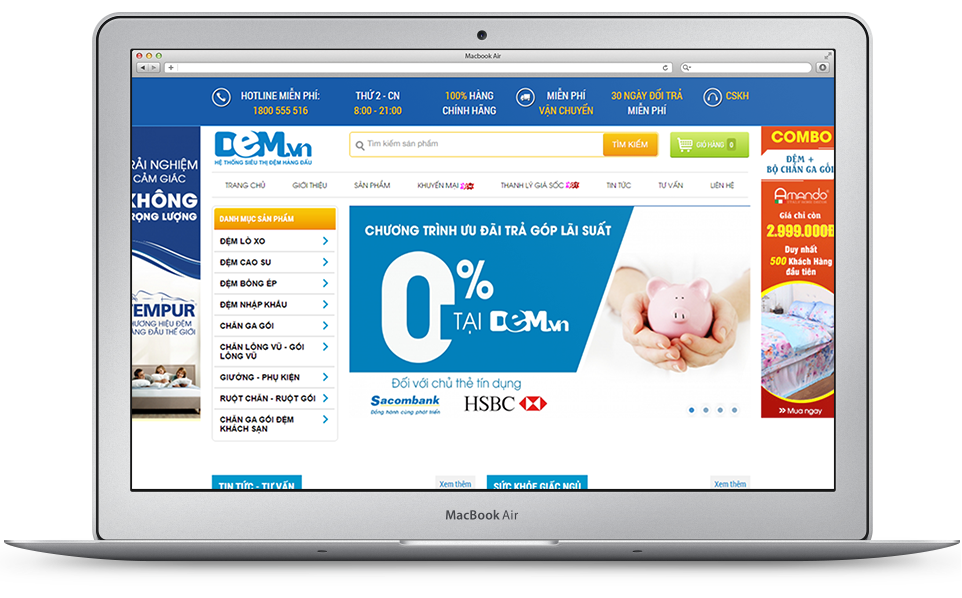 Macbook Air
HOTLINE MIỄN PHÍ:
1800 555 516
THỨ 2 - CN
8:00 - 21:00
100% HÀNG
CHÍNH HÃNG
MIỄN PHÍ
VẬN CHUYỂN
30 NGÀY ĐỔI TRẢ
MIỄN PHÍ
CSKH
DeM.vn
HỆ THỐNG SIÊU THỊ ĐỆM HÀNG ĐẦU
Tìm kiếm sản phẩm
TÌM KIẾM
GIỎ HÀNG 0
TRANG CHỦ
GIỚI THIỆU
SẢN PHẨM
KHUYẾN MẠI
THANH LÝ GIÁ SỐC
TIN TỨC
TƯ VẤN
LIÊN HỆ
RẢI NGHIỆM
CẢM GIÁC
KHÔNG
RỌNG LƯỢNG
TEMPUR
HƯƠNG HIỆU ĐỆM
ÀNG ĐẦU THẾ GIỚI
DANH MỤC SẢN PHẨM
ĐỆM LÒ XO
ĐỆM CAO SU
ĐỆM BÔNG ÉP
ĐỆM NHẬP KHẨU
CHĂN GA GỐI
CHĂN LÔNG VŨ - GỐI
LÔNG VŨ
GIƯỜNG - PHỤ KIỆN
RUỘT CHĂN - RUỘT GỐI
CHĂN GA GỐI ĐỆM
KHÁCH SẠN
CHƯƠNG TRÌNH ƯU ĐÃI TRẢ GÓP LÃI SUẤT
0%
TẠI DeM.vn
Đối với chủ thẻ tín dụng
Sacombank
Đồng hành cùng phát triển
HSBC
COMBO
ĐỆM +
BỘ CHĂN GA GỐI
Amando
Giá chỉ còn
2.999.000Đ
Duy nhất
500 Khách Hàng
đầu tiên
Mua ngay
TIN TỨC - TƯ VẤN
Xem thêm
SỨC KHỎE GIẤC NGỦ
Xem thêm
MacBook Air